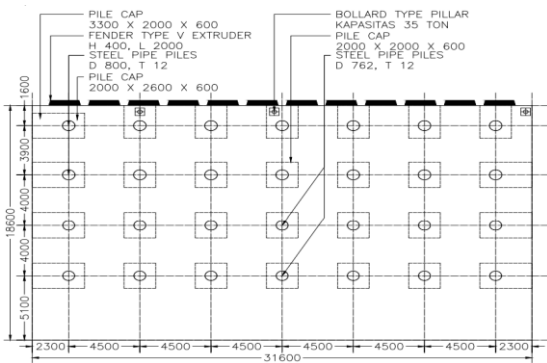 PILE CAP
3300 X 2000 X 600
FENDER TYPE V EXTRUDER
H 400, L 2000
STEEL PIPE PILES
D 800, T 12
PILE CAP
2000 X 2600 X 600
BOLLARD TYPE PILLAR
KAPASITAS 35 TON
PILE CAP
2000 X 2000 X 600
STEEL PIPE PILES
D 762, T 12
1600
3900
4000
4000
5100
18600
2300 4500 4500 4500 4500 4500 4500 2300
31600